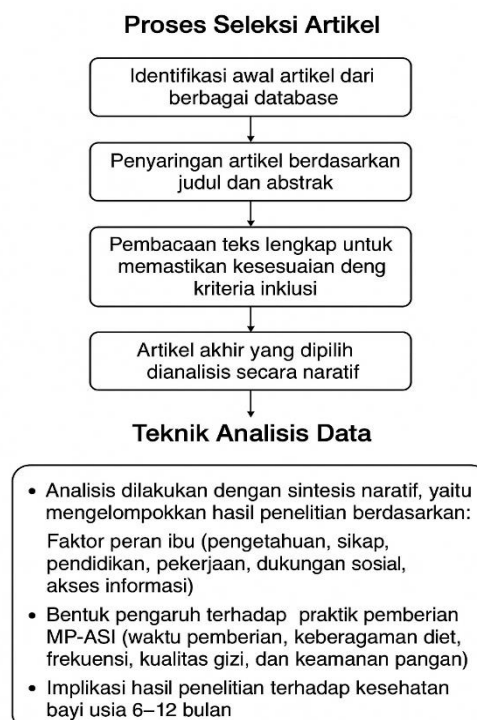 Proses Seleksi Artikel
Identifikasi awal artikel dari
berbagai database
Penyaringan artikel berdasarkan
judul dan abstrak
Pembacaan teks lengkap untuk
memastikan kesesuaian deng
kriteria inklusi
Artikel akhir yang dipilih
dianalisis secara naratif
Teknik Analisis Data
• Analisis dilakukan dengan sintesis naratif, yaitu
mengelompokkan hasil penelitian berdasarkan:
Faktor peran ibu (pengetahuan, sikap,
pendidikan, pekerjaan, dukungan sosial,
akses informasi)
• Bentuk pengaruh terhadap praktik pemberian
MP-ASI (waktu pemberian, keberagaman diet,
frekuensi, kualitas gizi, dan keamanan pangan)
• Implikasi hasil penelitian terhadap kesehatan
bayi usia 6–12 bulan